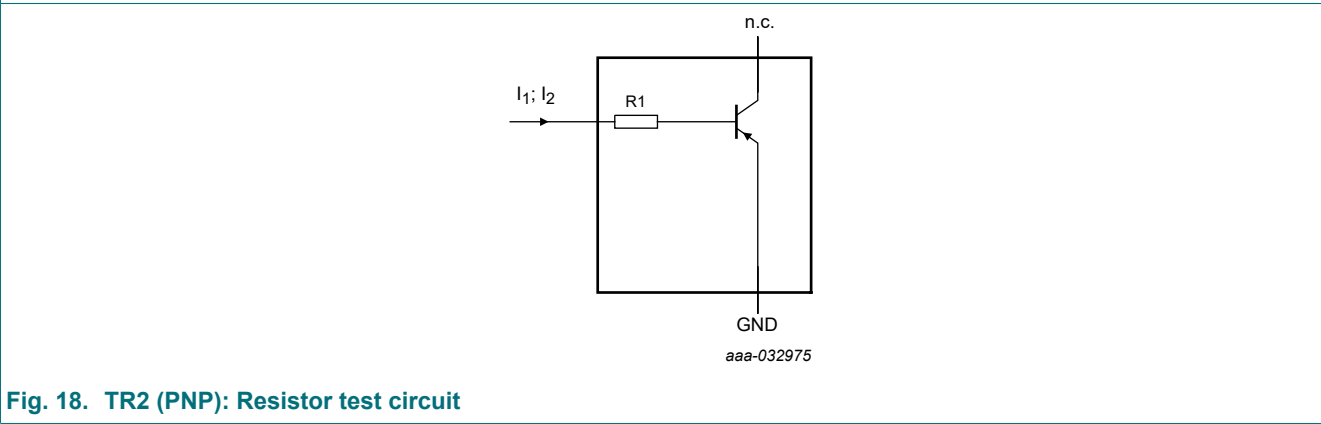 n.c.
I1; I2
R1
GND
aaa-032975
Fig. 18. TR2 (PNP): Resistor test circuit